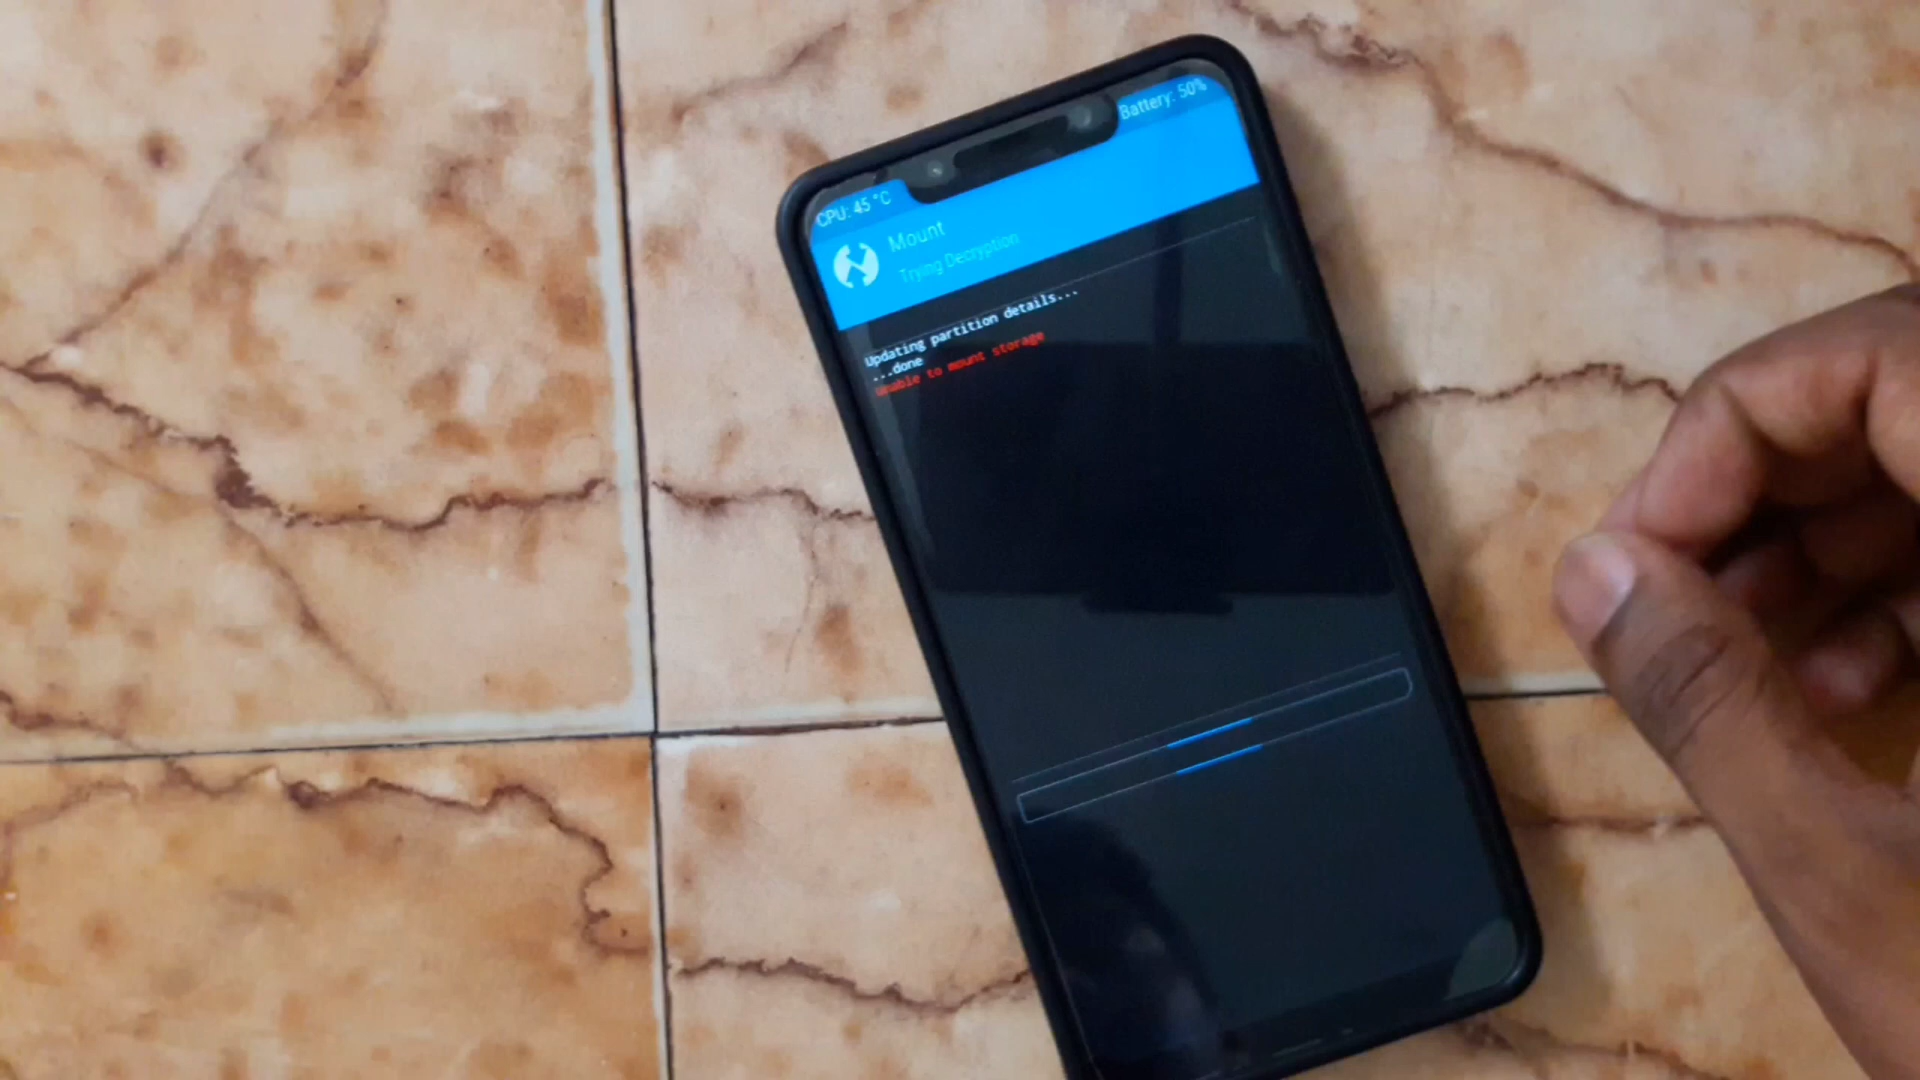 CPU: 45 °C
Battery: 50%
Mount
Trying Decryption
Updating partition details...
...done
Unable to mount storage